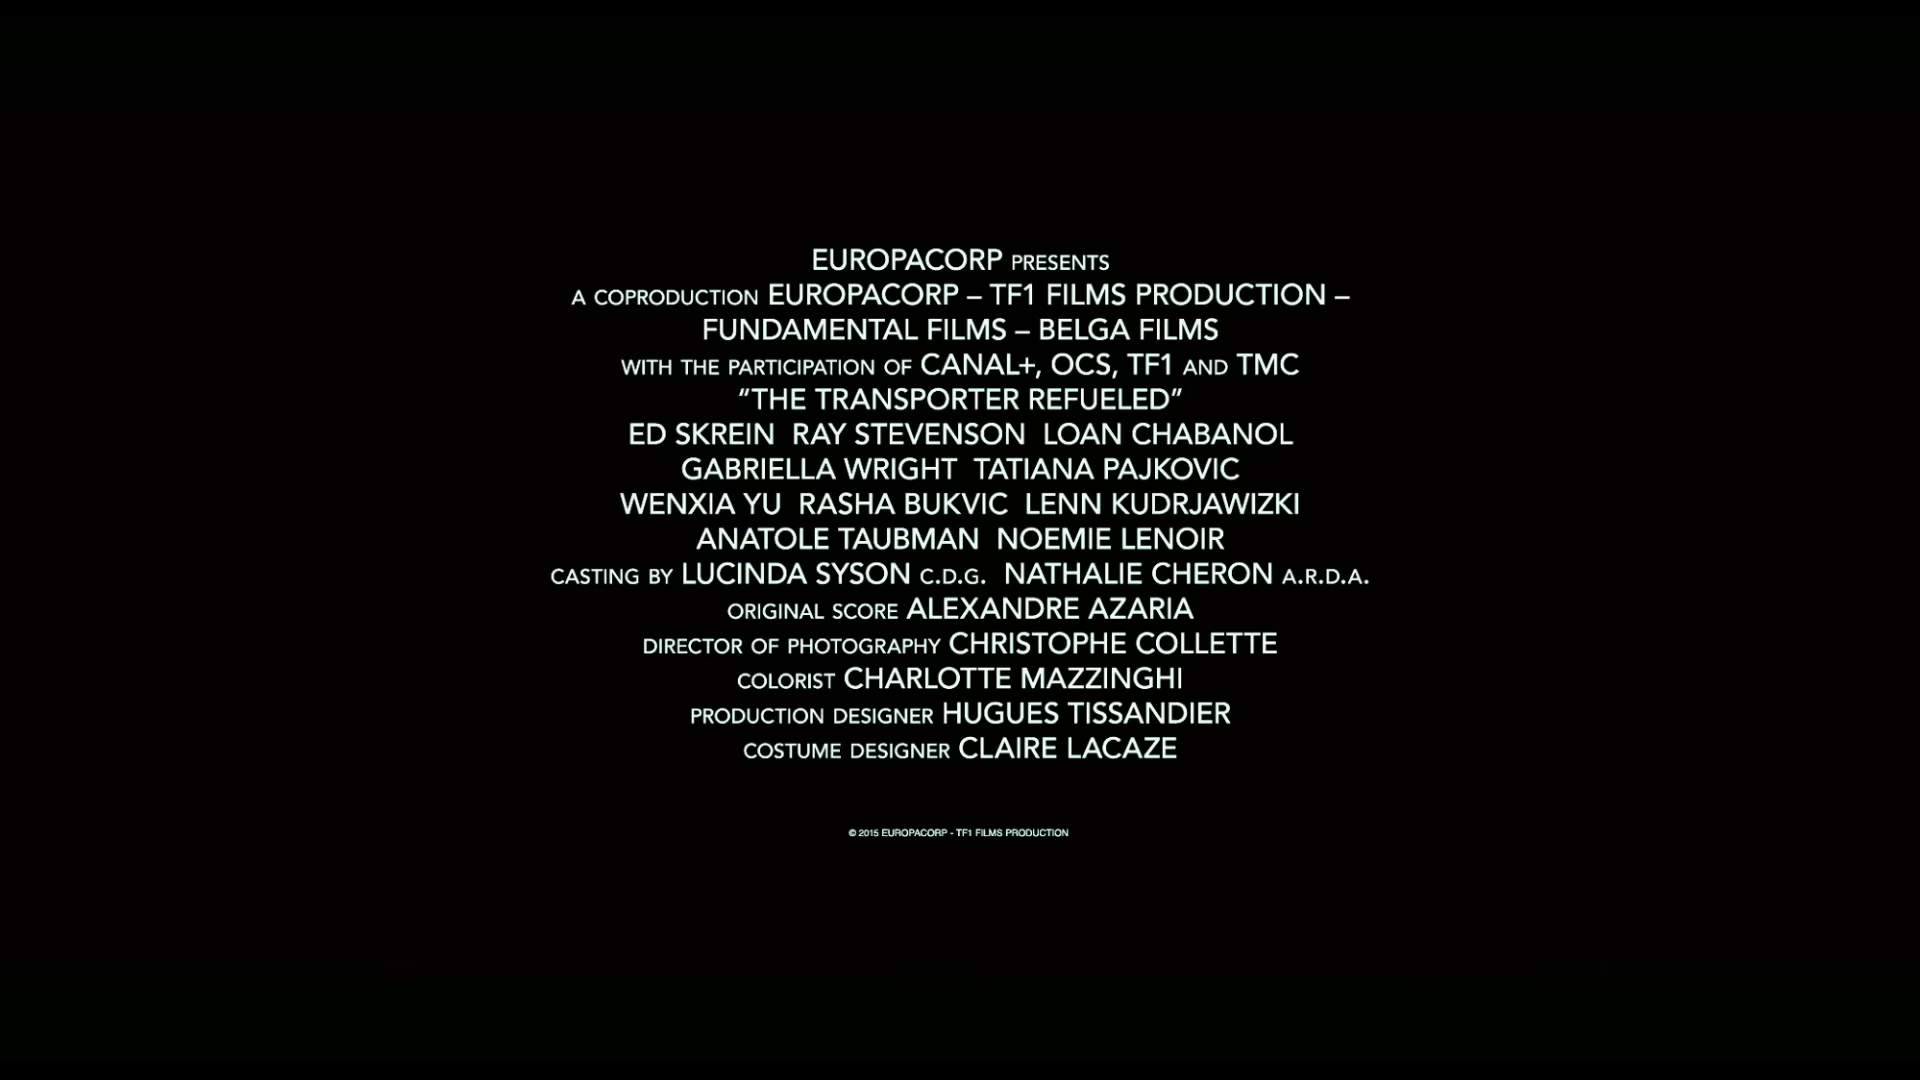 EUROPACORP PRESENTS
A COPRODUCTION EUROPACORP – TF1 FILMS PRODUCTION –
FUNDAMENTAL FILMS – BELGA FILMS
WITH THE PARTICIPATION OF CANAL+, OCS, TF1 AND TMC
“THE TRANSPORTER REFUELED”
ED SKREIN RAY STEVENSON LOAN CHABANOL
GABRIELLA WRIGHT TATIANA PAJKOVIC
WENXIA YU RASHA BUKVIC LENN KUDRJAWIZKI
ANATOLE TAUBMAN NOEMIE LENOIR
CASTING BY LUCINDA SYSON C.D.G. NATHALIE CHERON A.R.D.A.
ORIGINAL SCORE ALEXANDRE AZARIA
DIRECTOR OF PHOTOGRAPHY CHRISTOPHE COLLETTE
COLORIST CHARLOTTE MAZZINGHI
PRODUCTION DESIGNER HUGUES TISSANDIER
COSTUME DESIGNER CLAIRE LACAZE
© 2015 EUROPACORP - TF1 FILMS PRODUCTION